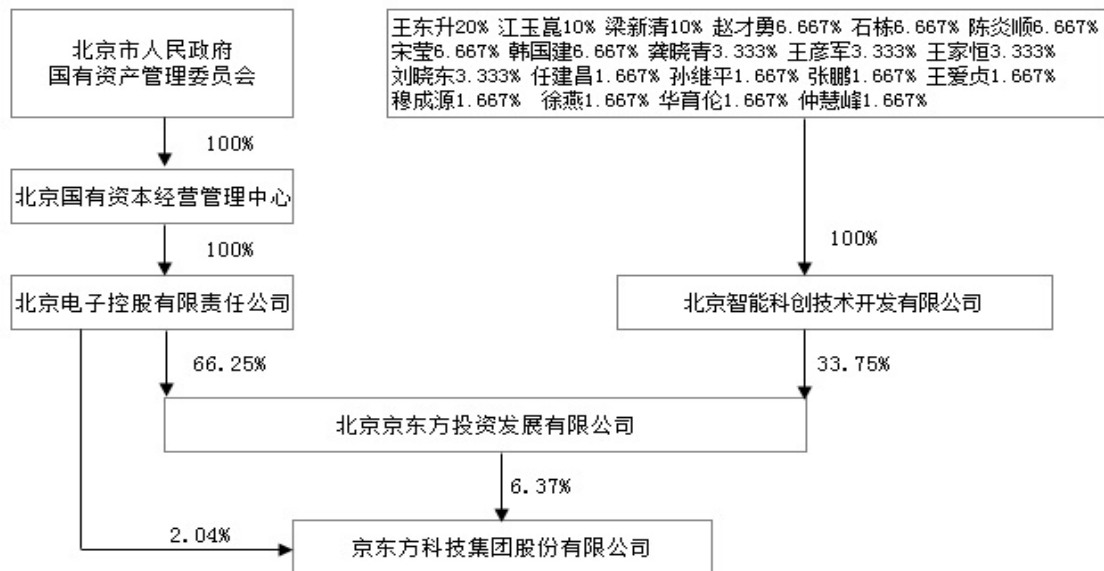 北京市人民政府
国有资产管理委员会
王东升20% 江玉崑10% 梁新清10% 赵才勇6.667% 石栋6.667% 陈炎顺6.667%
宋莹6.667% 韩国建6.667% 龚晓青3.333% 王彦军3.333% 王家恒3.333%
刘晓东3.333% 任建昌1.667% 孙继平1.667% 张鹏1.667% 王爱贞1.667%
穆成源1.667% 徐燕1.667% 华育伦1.667% 仲慧峰1.667%
100%
北京国有资本经营管理中心
100%
100%
北京电子控股有限责任公司
北京智能科创技术开发有限公司
66.25%
33.75%
北京京东方投资发展有限公司
6.37%
2.04%
京东方科技集团股份有限公司